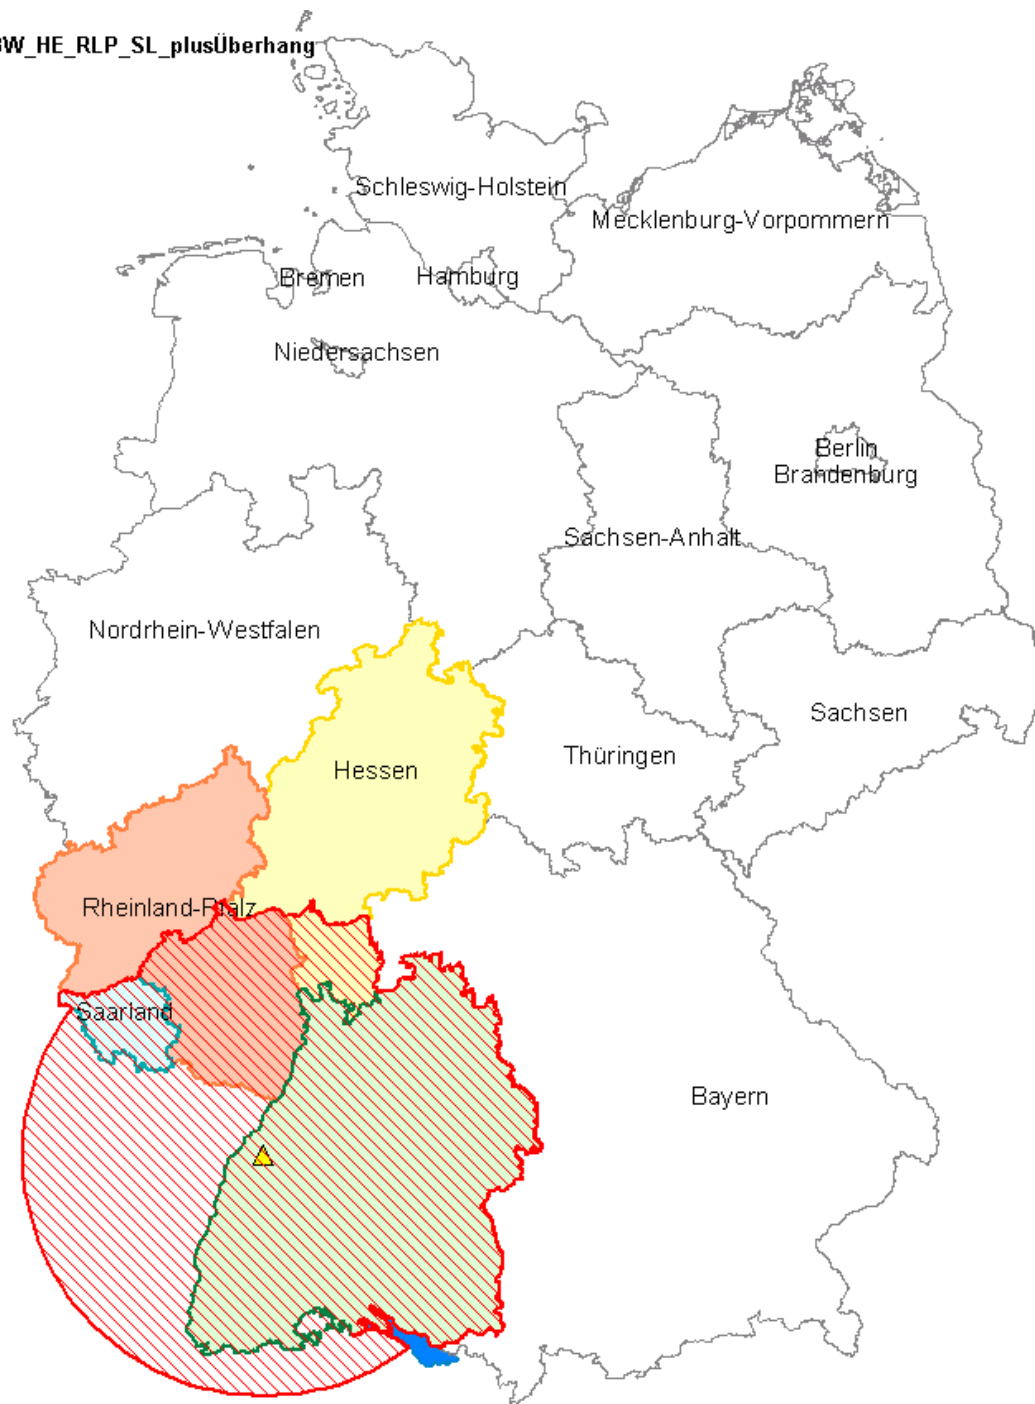 BW_HE_RLP_SL_plusÜberhang
Schleswig-Holstein
Mecklenburg-Vorpommern
Bremen
Hamburg
Niedersachsen
Berlin
Brandenburg
Sachsen-Anhalt
Nordrhein-Westfalen
Sachsen
Thüringen
Hessen
Rheinland-Pfalz
Saarland
Bayern